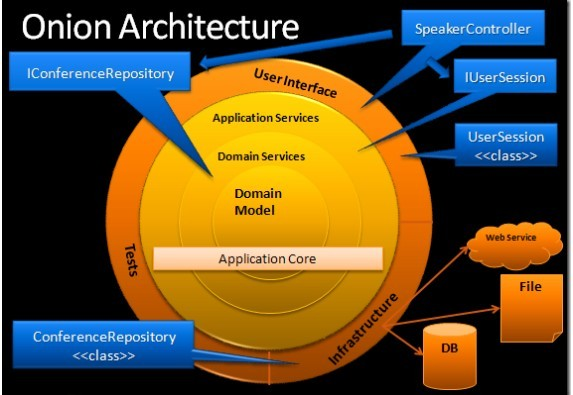 Onion Architecture
SpeakerController
IConferenceRepository
IUserSession
User Interface
Application Services
UserSession
<<class>>
Domain Services
Domain
Model
Application Core
Tests
Infrastructure
Web Service
File
DB
ConferenceRepository
<<class>>